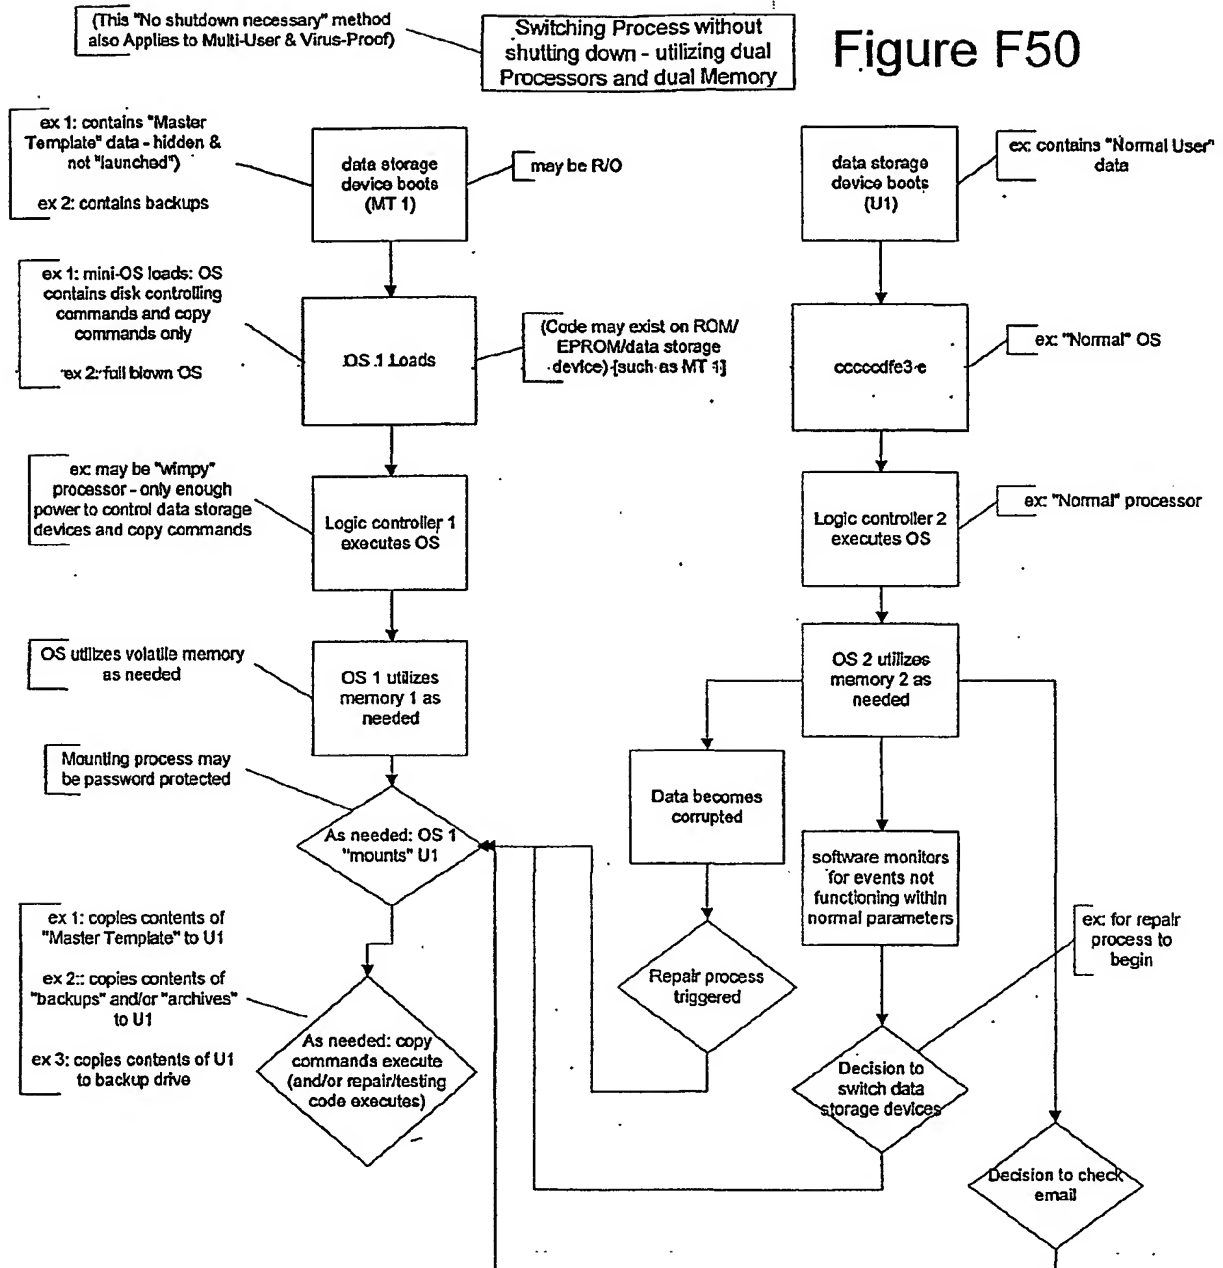 (This "No shutdown necessary" method
also Applies to Multi-User & Virus-Proof)
Switching Process without
shutting down - utilizing dual
Processors and dual Memory
Figure F50
ex 1: contains "Master
Template" data - hidden &
not "launched")
ex 2: contains backups
data storage
device boots
(MT 1)
may be R/O
data storage
device boots
(U1)
ex: contains "Normal User"
data
ex 1: mini-OS loads: OS
contains disk controlling
commands and copy
commands only
ex 2: full blown OS
OS 1 Loads
(Code may exist on ROM/
EPROM/data storage
device) [such as MT 1]
cccccdfe3 e
ex: "Normal" OS
ex: may be "wimpy"
processor - only enough
power to control data storage
devices and copy commands
Logic controller 1
executes OS
Logic controller 2
executes OS
ex: "Normal" processor
OS utilizes volatile memory
as needed
OS 1 utilizes
memory 1 as
needed
OS 2 utilizes
memory 2 as
needed
Mounting process may
be password protected
As needed: OS 1
"mounts" U1
Data becomes
corrupted
software monitors
for events not
functioning within
normal parameters
ex 1: copies contents of
"Master Template" to U1
ex 2:: copies contents of
"backups" and/or "archives"
to U1
ex 3: copies contents of U1
to backup drive
As needed: copy
commands execute
(and/or repair/testing
code executes)
Repair process
triggered
ex: for repair
process to
begin
Decision to
switch data
storage devices
Decision to check
email